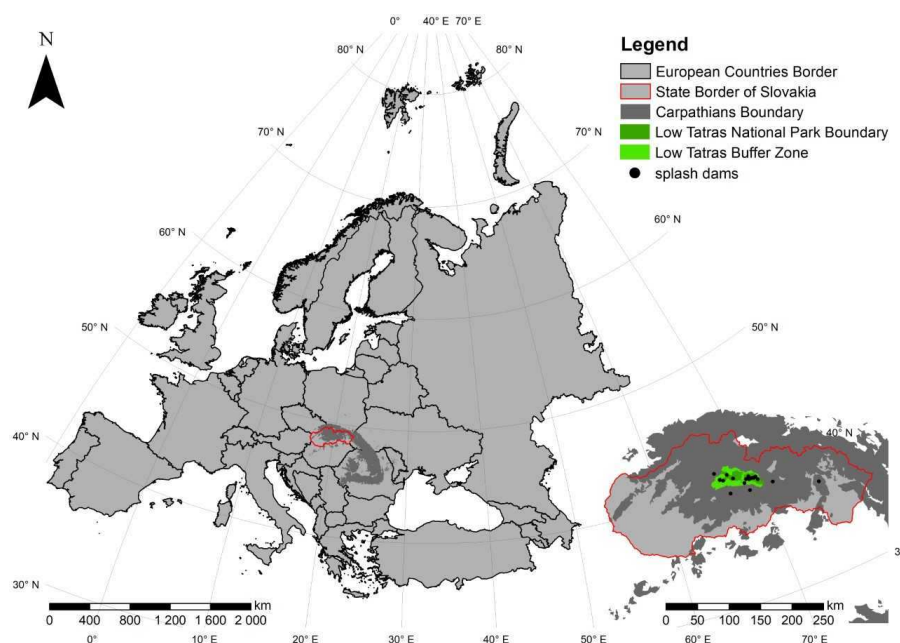 0° 40° E 70° E
80° N 80° N
N
Legend
European Countries Border
State Border of Slovakia
Carpathians Boundary
Low Tatras National Park Boundary
Low Tatras Buffer Zone
splash dams
70° N 70° N
60° N 60° N
50° N 50° N
40° N 40° N
30° N 3
km
0 400 800 1 200 1 600 2 000
km
0 50 100 150 200 250
0° 10° E 20° E 30° E 40° E 50° E 60° E 70° E